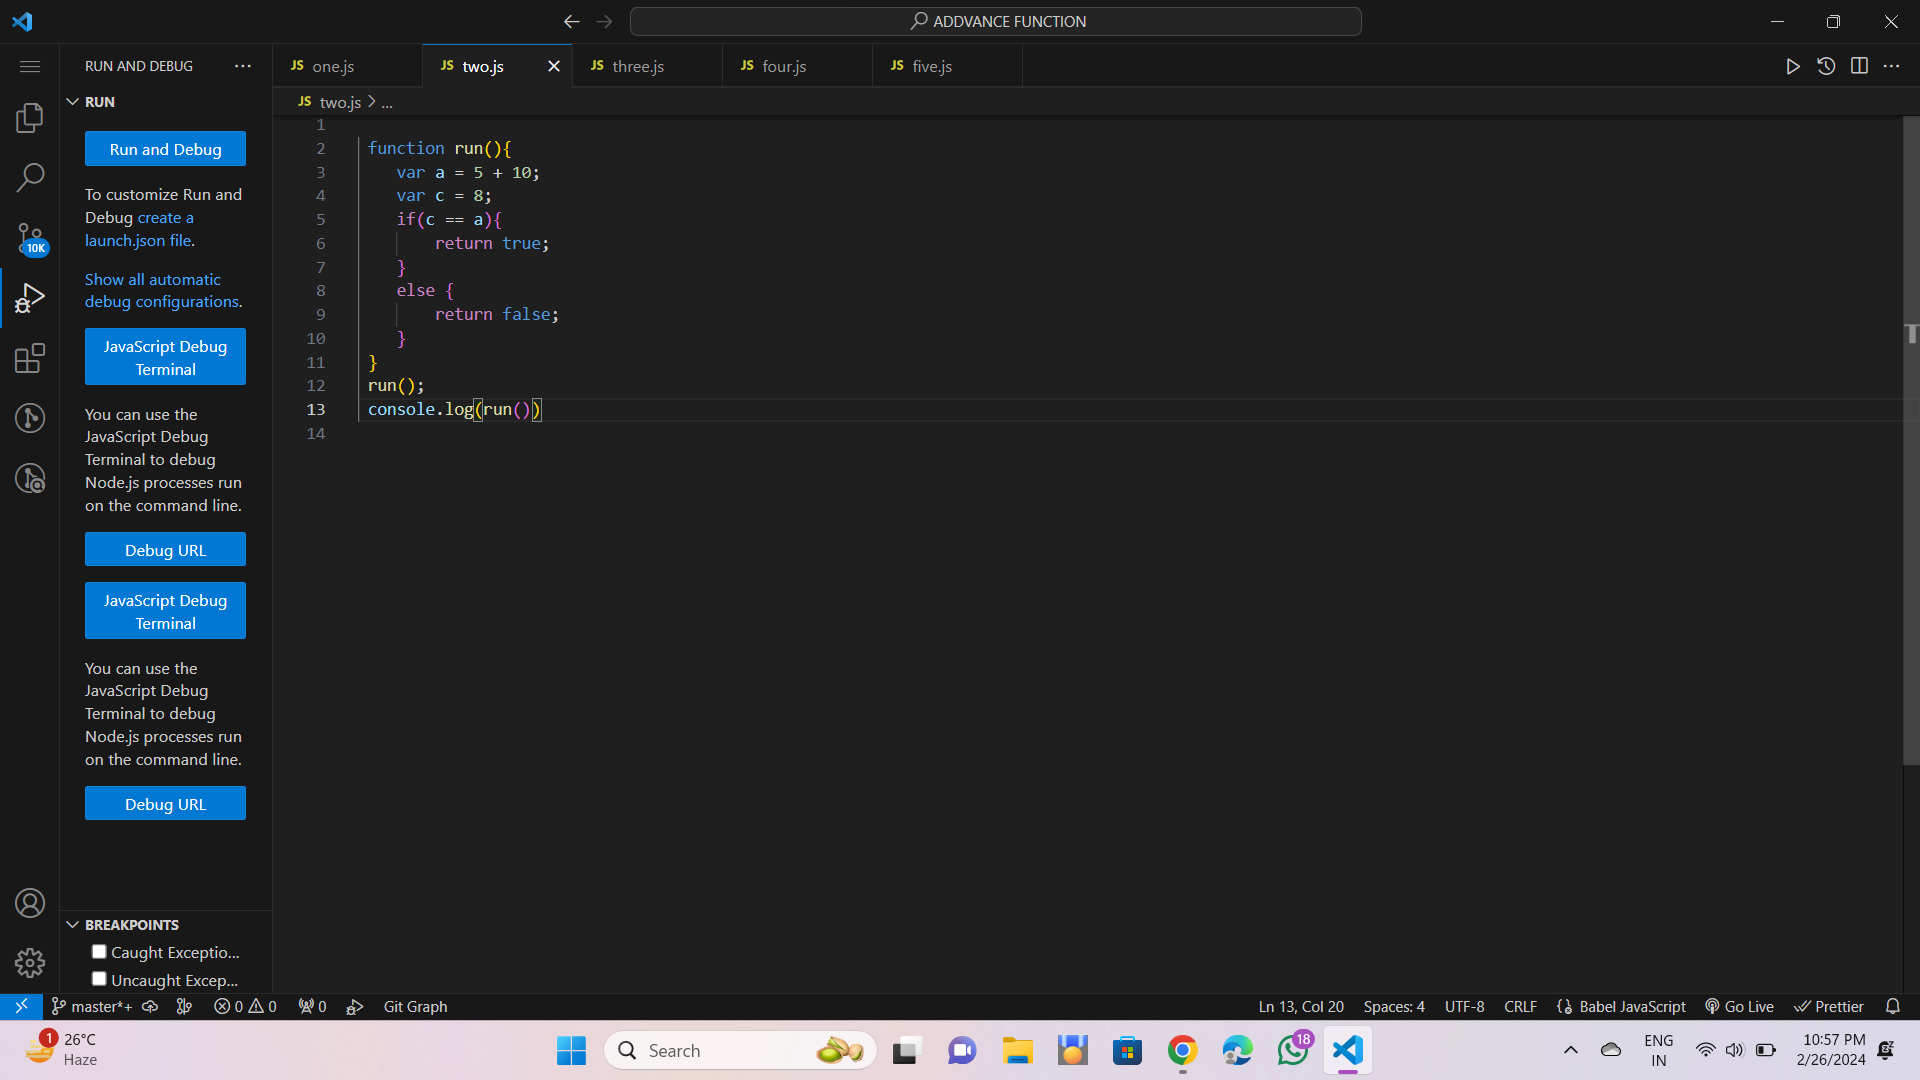 ADDVANCE FUNCTION
RUN AND DEBUG
JS one.js
JS two.js
JS three.js
JS four.js
JS five.js
RUN
JS two.js > ...
Run and Debug
To customize Run and
Debug create a
launch.json file.
Show all automatic
debug configurations.
JavaScript Debug
Terminal
You can use the
JavaScript Debug
Terminal to debug
Node.js processes run
on the command line.
Debug URL
JavaScript Debug
Terminal
You can use the
JavaScript Debug
Terminal to debug
Node.js processes run
on the command line.
Debug URL
BREAKPOINTS
Caught Exceptio...
Uncaught Excep...
10K
1
2 function run(){
3 var a = 5 + 10;
4 var c = 8;
5 if(c == a){
6 return true;
7 }
8 else {
9 return false;
10 }
11 }
12 run();
13 console.log(run())
14
master*+ 0 0 0 Git Graph Ln 13, Col 20 Spaces: 4 UTF-8 CRLF Babel JavaScript Go Live Prettier
1 26°C
Haze
Search
18
ENG
IN
10:57 PM
2/26/2024